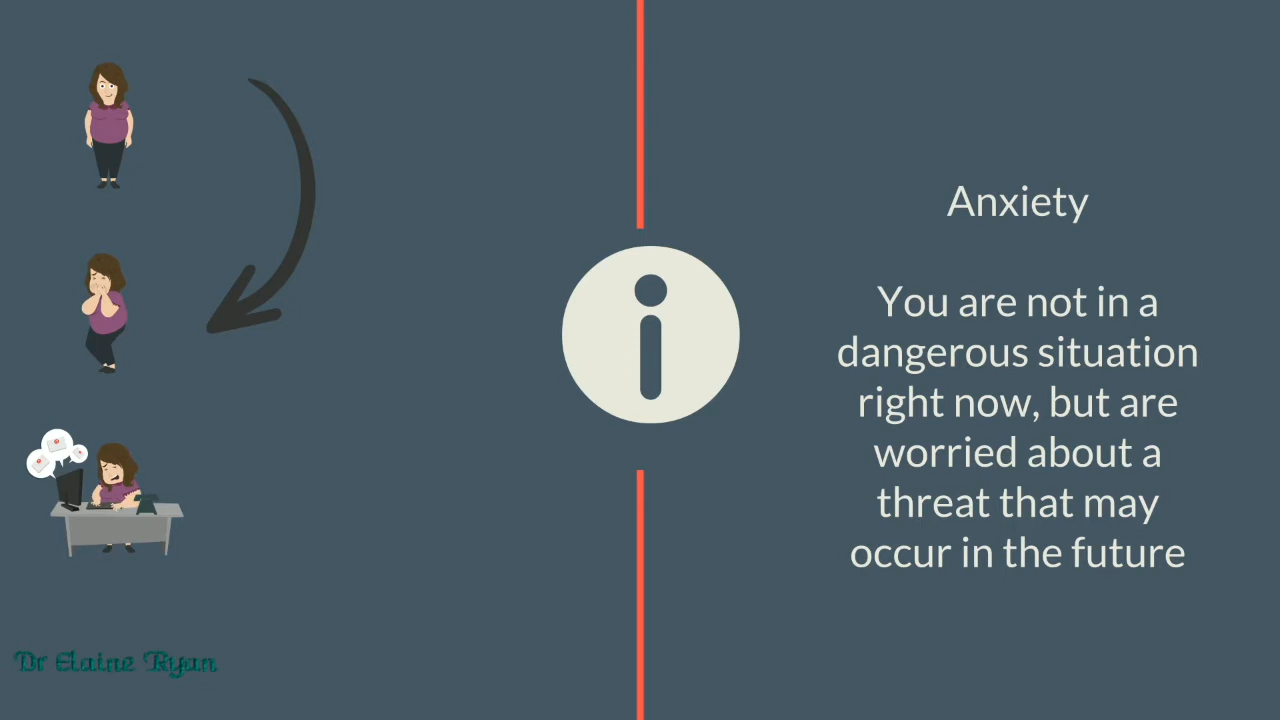 Anxiety
You are not in a
dangerous situation
right now, but are
worried about a
threat that may
occur in the future
Dr Elaine Ryan